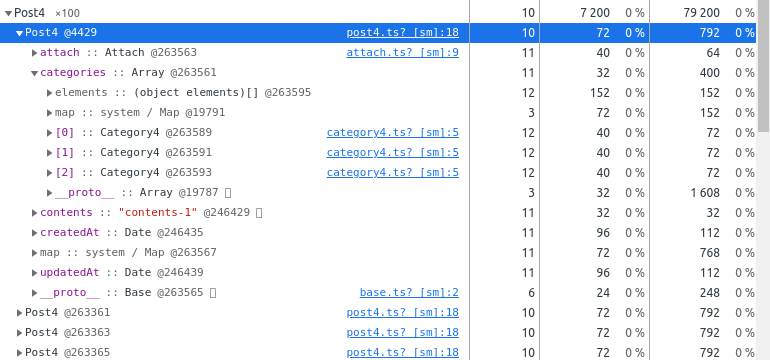 Post4 ×100 10 7 200 0 % 79 200 0 %
Post4 @4429 post4.ts? [sm]:18 10 72 0 % 792 0 %
attach :: Attach @263563 attach.ts? [sm]:9 11 40 0 % 64 0 %
categories :: Array @263561 11 32 0 % 400 0 %
elements :: (object elements)[] @263595 12 152 0 % 152 0 %
map :: system / Map @19791 3 72 0 % 152 0 %
[0] :: Category4 @263589 category4.ts? [sm]:5 12 40 0 % 72 0 %
[1] :: Category4 @263591 category4.ts? [sm]:5 12 40 0 % 72 0 %
[2] :: Category4 @263593 category4.ts? [sm]:5 12 40 0 % 72 0 %
__proto__ :: Array @19787 3 32 0 % 1 608 0 %
contents :: "contents-1" @246429 11 32 0 % 32 0 %
createdAt :: Date @246435 11 96 0 % 112 0 %
map :: system / Map @263567 11 72 0 % 768 0 %
updatedAt :: Date @246439 11 96 0 % 112 0 %
__proto__ :: Base @263565 base.ts? [sm]:2 6 24 0 % 248 0 %
Post4 @263361 post4.ts? [sm]:18 10 72 0 % 792 0 %
Post4 @263363 post4.ts? [sm]:18 10 72 0 % 792 0 %
Post4 @263365 post4.ts? [sm]:18 10 72 0 % 792 0 %